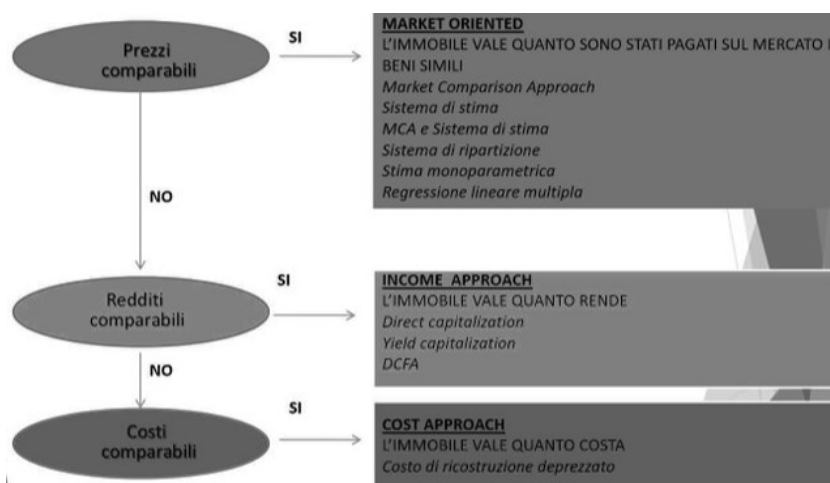 Prezzi
comparabili
SI
MARKET ORIENTED
L'IMMOBILE VALE QUANTO SONO STATI PAGATI SUL MERCATO I
BENI SIMILI
Market Comparison Approach
Sistema di stima
MCA e Sistema di stima
Sistema di ripartizione
Stima monoparametrica
Regressione lineare multipla
NO
Redditi
comparabili
SI
INCOME APPROACH
L'IMMOBILE VALE QUANTO RENDE
Direct capitalization
Yield capitalization
DCFA
NO
Costi
comparabili
SI
COST APPROACH
L'IMMOBILE VALE QUANTO COSTA
Costo di ricostruzione deprezzato